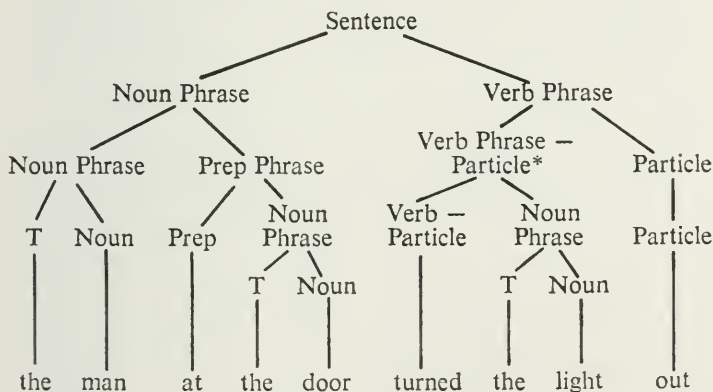 Sentence
Noun Phrase Verb Phrase
Verb Phrase —
Noun Phrase Prep Phrase Particle* Particle
Noun Verb — Noun
T Noun Prep Phrase Particle Phrase Particle
T Noun T Noun
the man at the door turned the light out